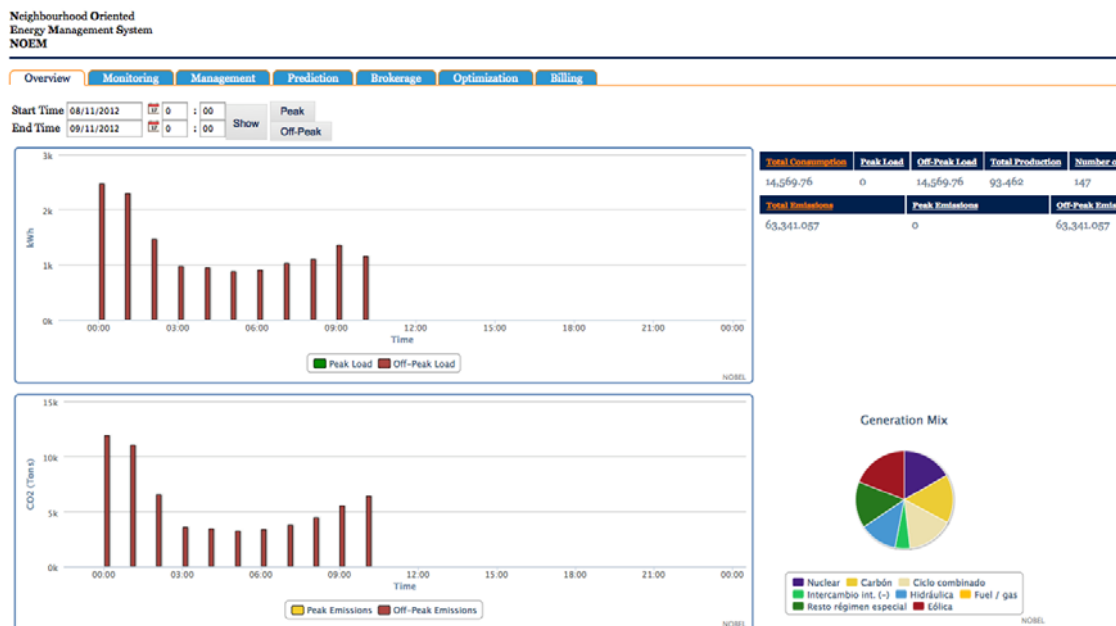 Neighbourhood Oriented
Energy Management System
NOEM
Overview Monitoring Management Prediction Brokerage Optimization Billing
Start Time 08/11/2012 0 : 00 Show Peak
End Time 09/11/2012 0 : 00 Off-Peak
3k
2k
1k
0k
kWh
00:00 03:00 06:00 09:00 12:00 15:00 18:00 21:00 00:00
Time
Peak Load Off-Peak Load
NOBEL
Total Consumption Peak Load Off-Peak Load Total Production Number o
14,569.76 0 14,569.76 93.462 147
Total Emissions Peak Emissions Off-Peak Emis
63,341.057 0 63,341.057
15k
10k
5k
0k
CO2 (Tons)
00:00 03:00 06:00 09:00 12:00 15:00 18:00 21:00 00:00
Time
Peak Emissions Off-Peak Emissions
NOBEL
Generation Mix
Nuclear Carbón Ciclo combinado
Intercambio int. (-) Hidráulica Fuel / gas
Resto régimen especial Eólica
NOBEL